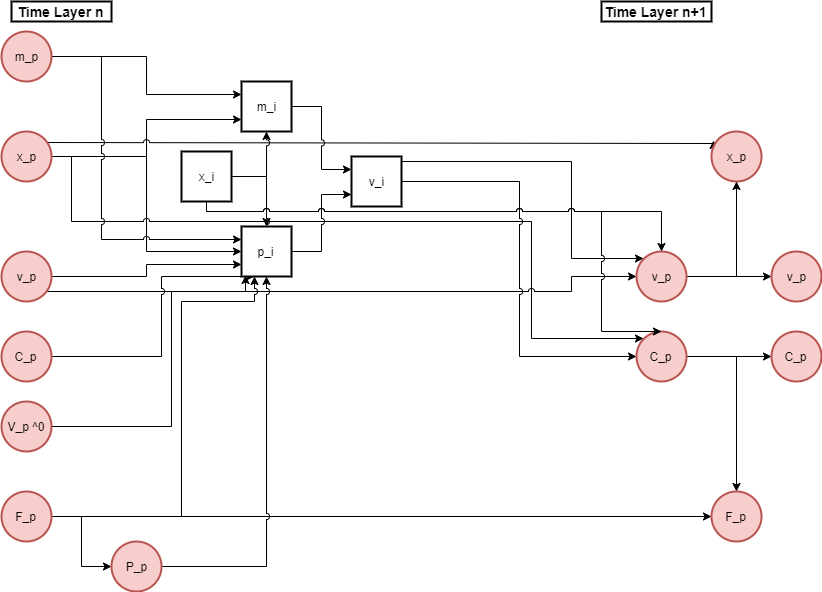 Time Layer n
Time Layer n+1
m_p
m_i
x_p
x_p
x_i
v_i
p_i
v_p
v_p
v_p
C_p
C_p
C_p
V_p ^0
F_p
F_p
P_p